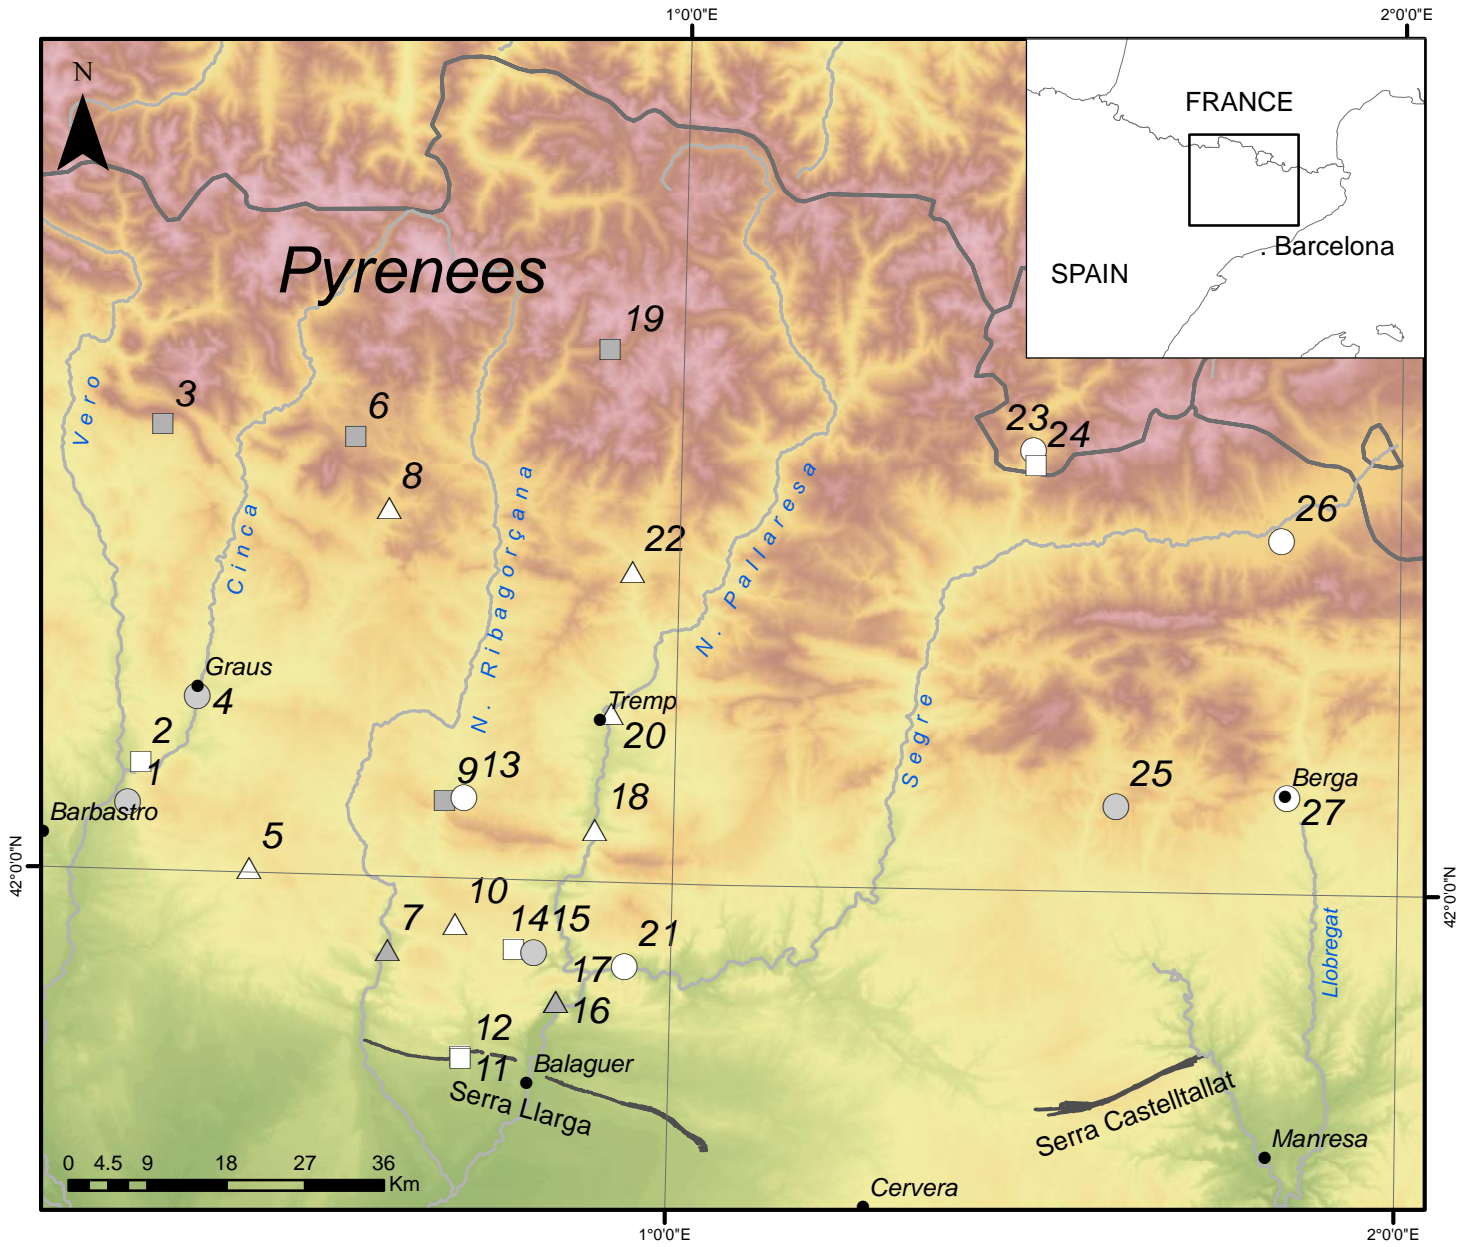 1°0'0"E
2°0'0"E
N
FRANCE
SPAIN
. Barcelona
Pyrenees
19
3
6
Vero
23
24
8
N. Ribagorçana
N. Pallaresa
Cinca
26
22
Graus
4
Tremp
20
Segre
2
1
9
13
18
25
Berga
27
Barbastro
5
42°0'0"N
42°0'0"N
10
7
14
15
21
17
16
Llobregat
12
11
Balaguer
Serra Llarga
Serra Castelltallat
Manresa
0 4.5 9 18 27 36
Km
Cervera
1°0'0"E
2°0'0"E